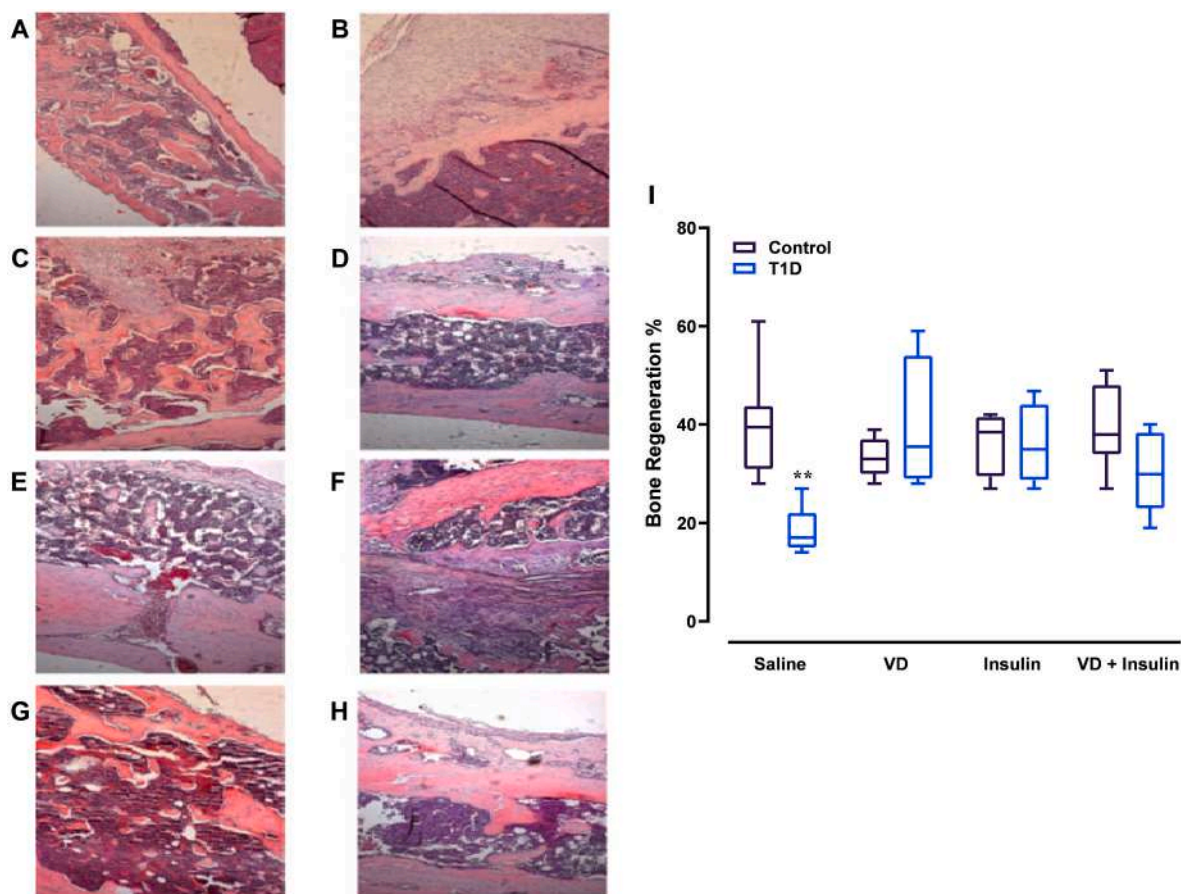 A
B
C
D
E
F
G
H
I
80
Control
T1D
60
Bone Regeneration %
40
**
20
0
Saline
VD
Insulin
VD + Insulin